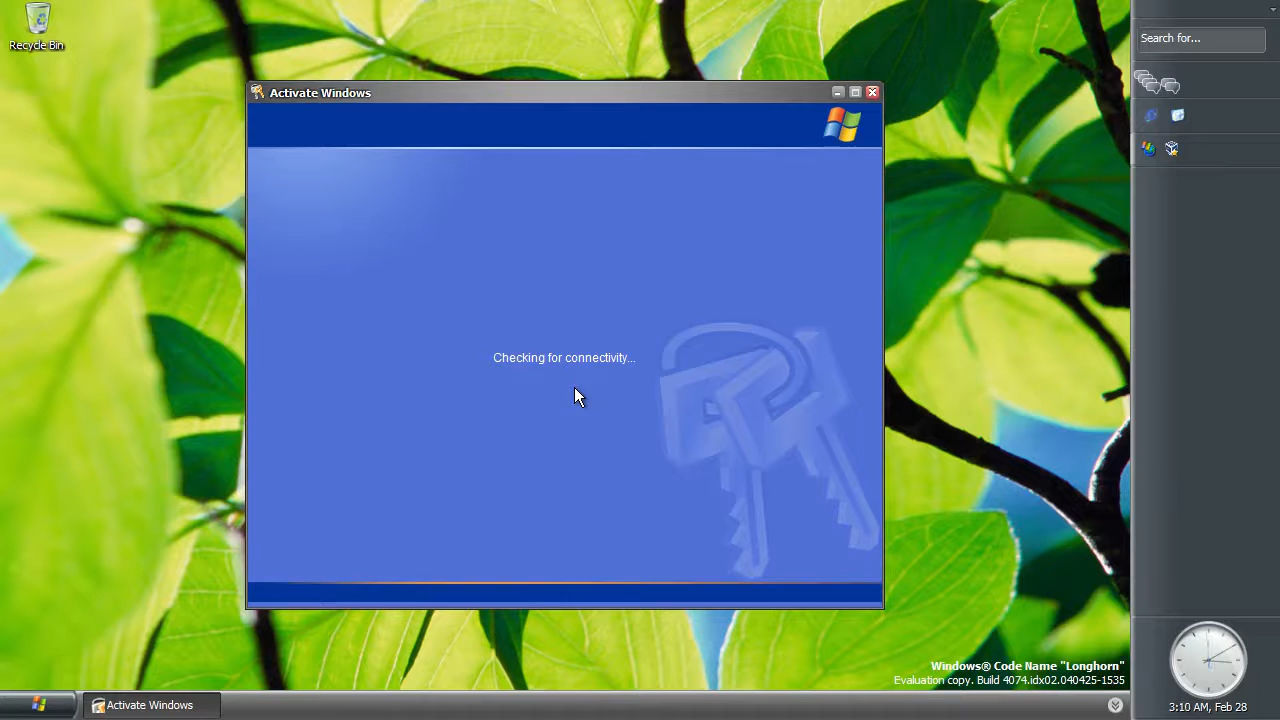 Recycle Bin
Activate Windows
Checking for connectivity...
Search for...
Windows® Code Name "Longhorn"
Evaluation copy. Build 4074.idx02.040425-1535
Activate Windows
3:10 AM, Feb 28